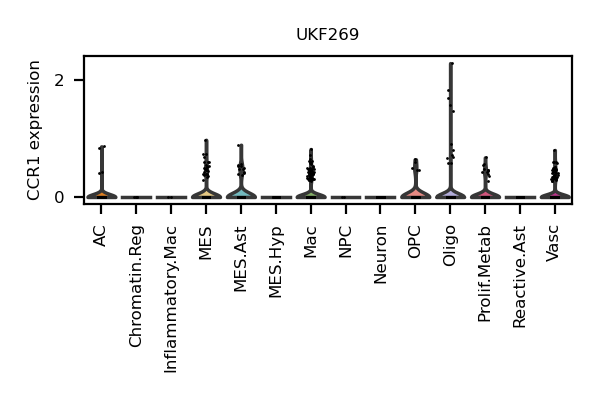 UKF269
CCR1 expression
2
0
AC
Chromatin.Reg
Inflammatory.Mac
MES
MES.Ast
MES.Hyp
Mac
NPC
Neuron
OPC
Oligo
Prolif.Metab
Reactive.Ast
Vasc